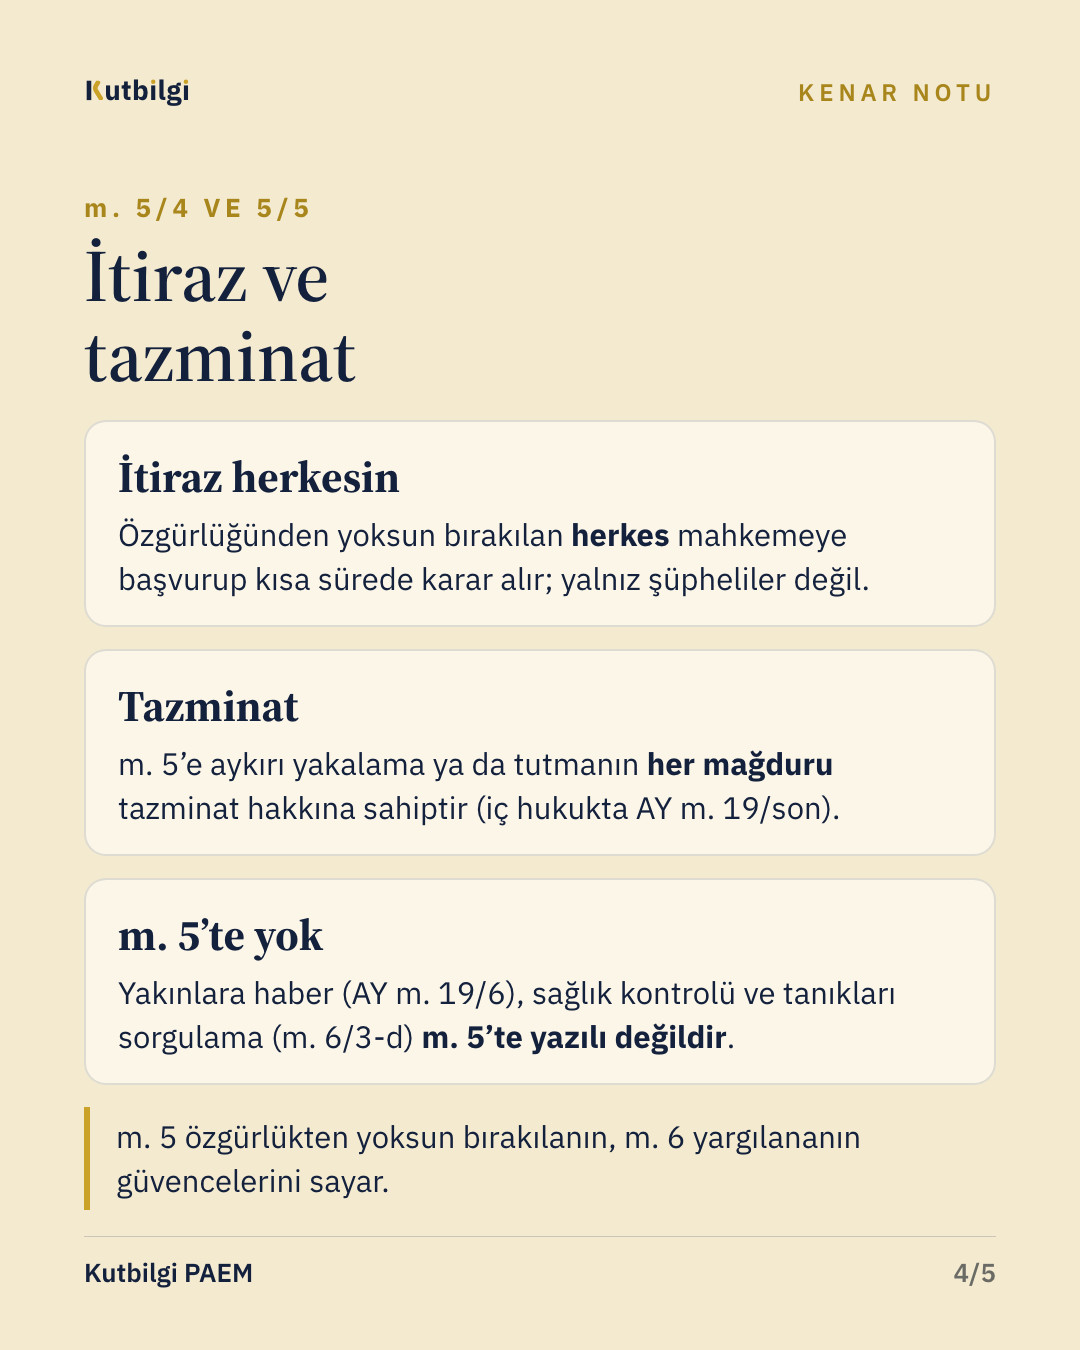 Kutbilgi
KENAR NOTU
m. 5/4 VE 5/5
İtiraz ve
tazminat
İtiraz herkesin
Özgürlüğünden yoksun bırakılan herkes mahkemeye
başvurup kısa sürede karar alır; yalnız şüpheliler değil.
Tazminat
m. 5’e aykırı yakalama ya da tutmanın her mağduru
tazminat hakkına sahiptir (iç hukukta AY m. 19/son).
m. 5’te yok
Yakınlara haber (AY m. 19/6), sağlık kontrolü ve tanıkları
sorgulama (m. 6/3-d) m. 5’te yazılı değildir.
m. 5 özgürlükten yoksun bırakılanın, m. 6 yargılananın
güvencelerini sayar.
Kutbilgi PAEM
4/5